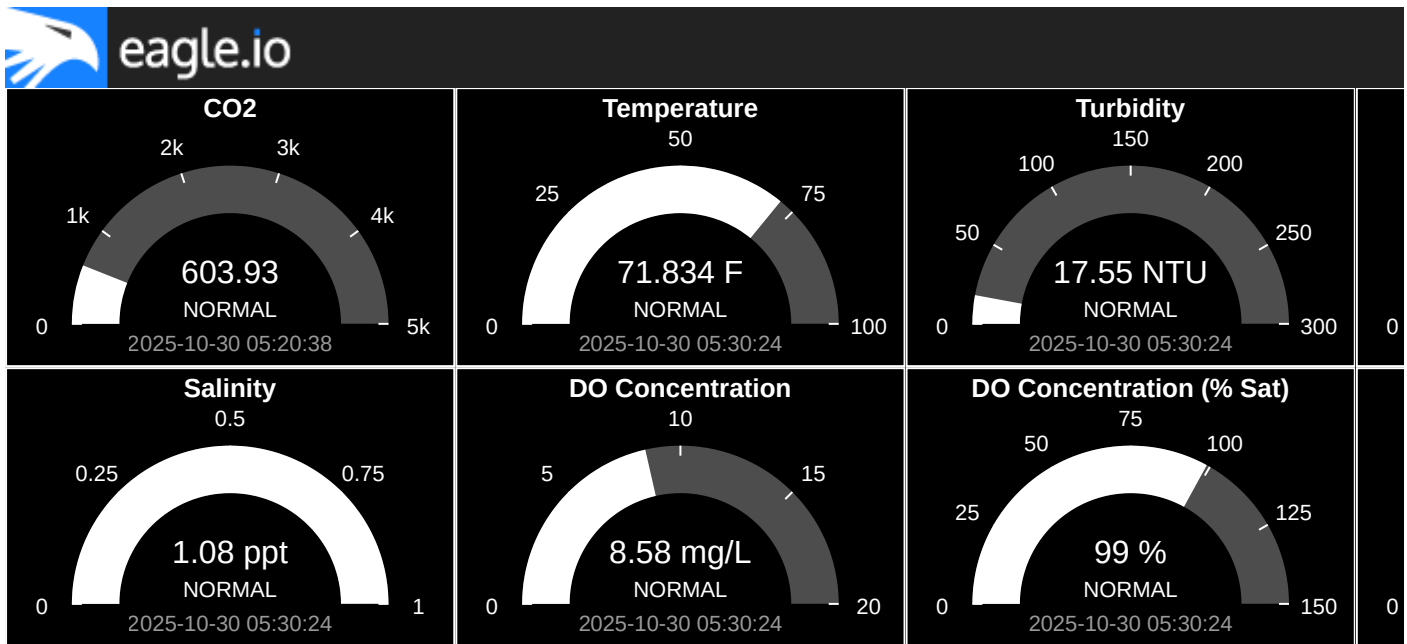 eagle.io
CO2
0
1k
2k
3k
4k
5k
603.93
NORMAL
2025-10-30 05:20:38
Temperature
0
25
50
75
100
71.834 F
NORMAL
2025-10-30 05:30:24
Turbidity
0
50
100
150
200
250
300
17.55 NTU
NORMAL
2025-10-30 05:30:24
0
Salinity
0
0.25
0.5
0.75
1
1.08 ppt
NORMAL
2025-10-30 05:30:24
DO Concentration
0
5
10
15
20
8.58 mg/L
NORMAL
2025-10-30 05:30:24
DO Concentration (% Sat)
0
25
50
75
100
125
150
99 %
NORMAL
2025-10-30 05:30:24
0